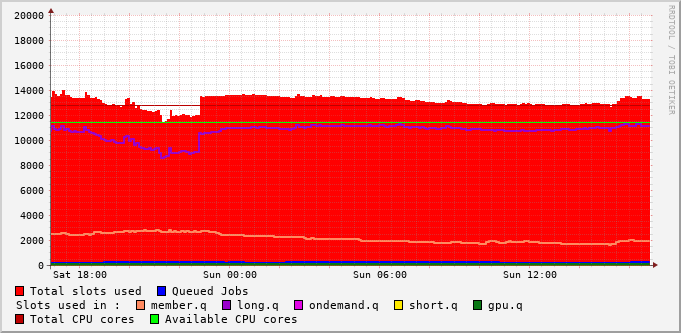 20000
18000
16000
14000
12000
10000
8000
6000
4000
2000
0
Sat 18:00 Sun 00:00 Sun 06:00 Sun 12:00
RRDTOOL / TOBI OETIKER
Total slots used Queued Jobs
Slots used in : member.q long.q ondemand.q short.q gpu.q
Total CPU cores Available CPU cores